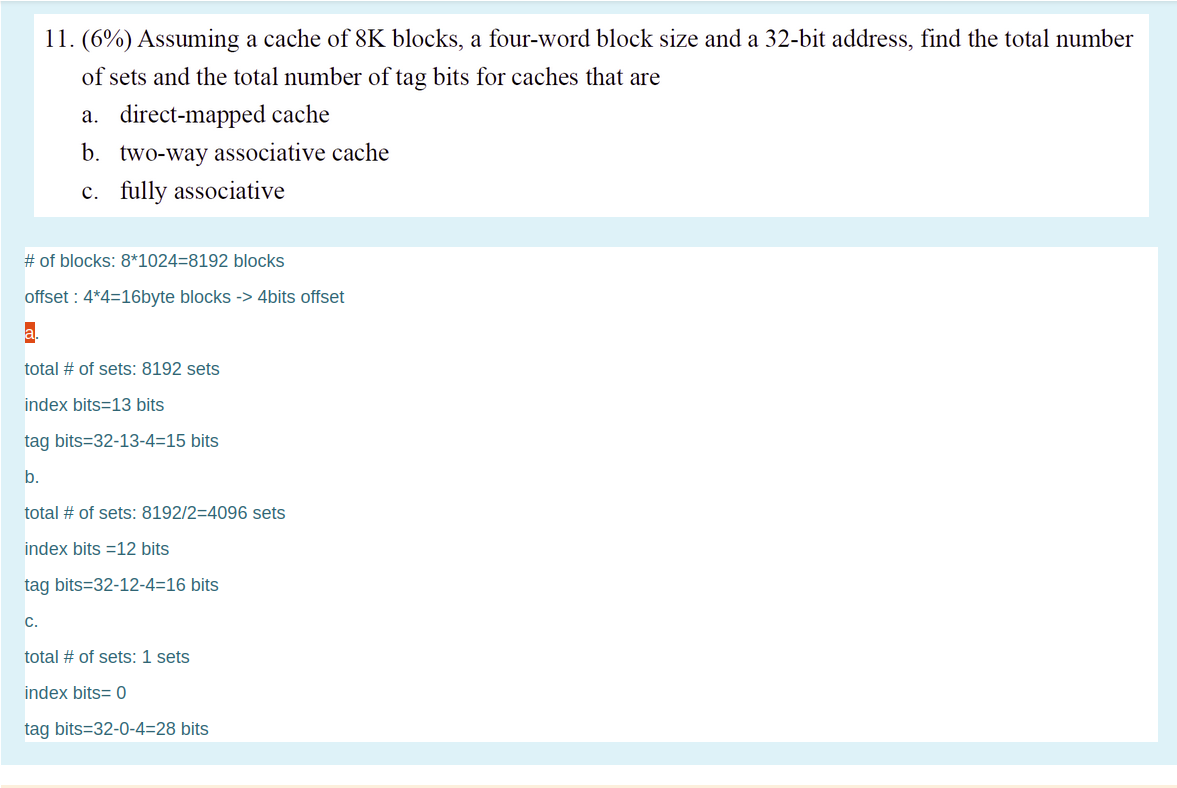 11. (6%) Assuming a cache of 8K blocks, a four-word block size and a 32-bit address, find the total number
of sets and the total number of tag bits for caches that are
a. direct-mapped cache
b. two-way associative cache
c. fully associative
# of blocks: 8*1024=8192 blocks
offset : 4*4=16byte blocks -> 4bits offset
a.
total # of sets: 8192 sets
index bits=13 bits
tag bits=32-13-4=15 bits
b.
total # of sets: 8192/2=4096 sets
index bits =12 bits
tag bits=32-12-4=16 bits
c.
total # of sets: 1 sets
index bits= 0
tag bits=32-0-4=28 bits